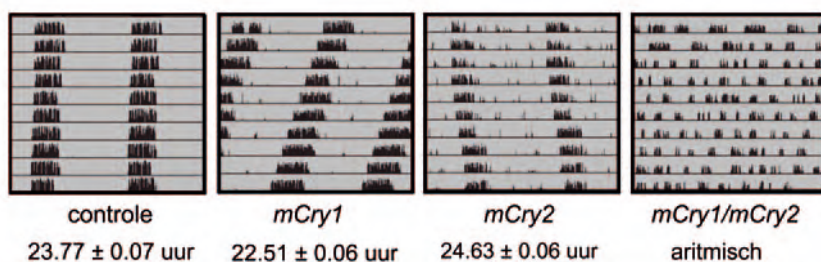 controle mCry1 mCry2 mCry1/mCry2
23.77 ± 0.07 uur 22.51 ± 0.06 uur 24.63 ± 0.06 uur aritmisch